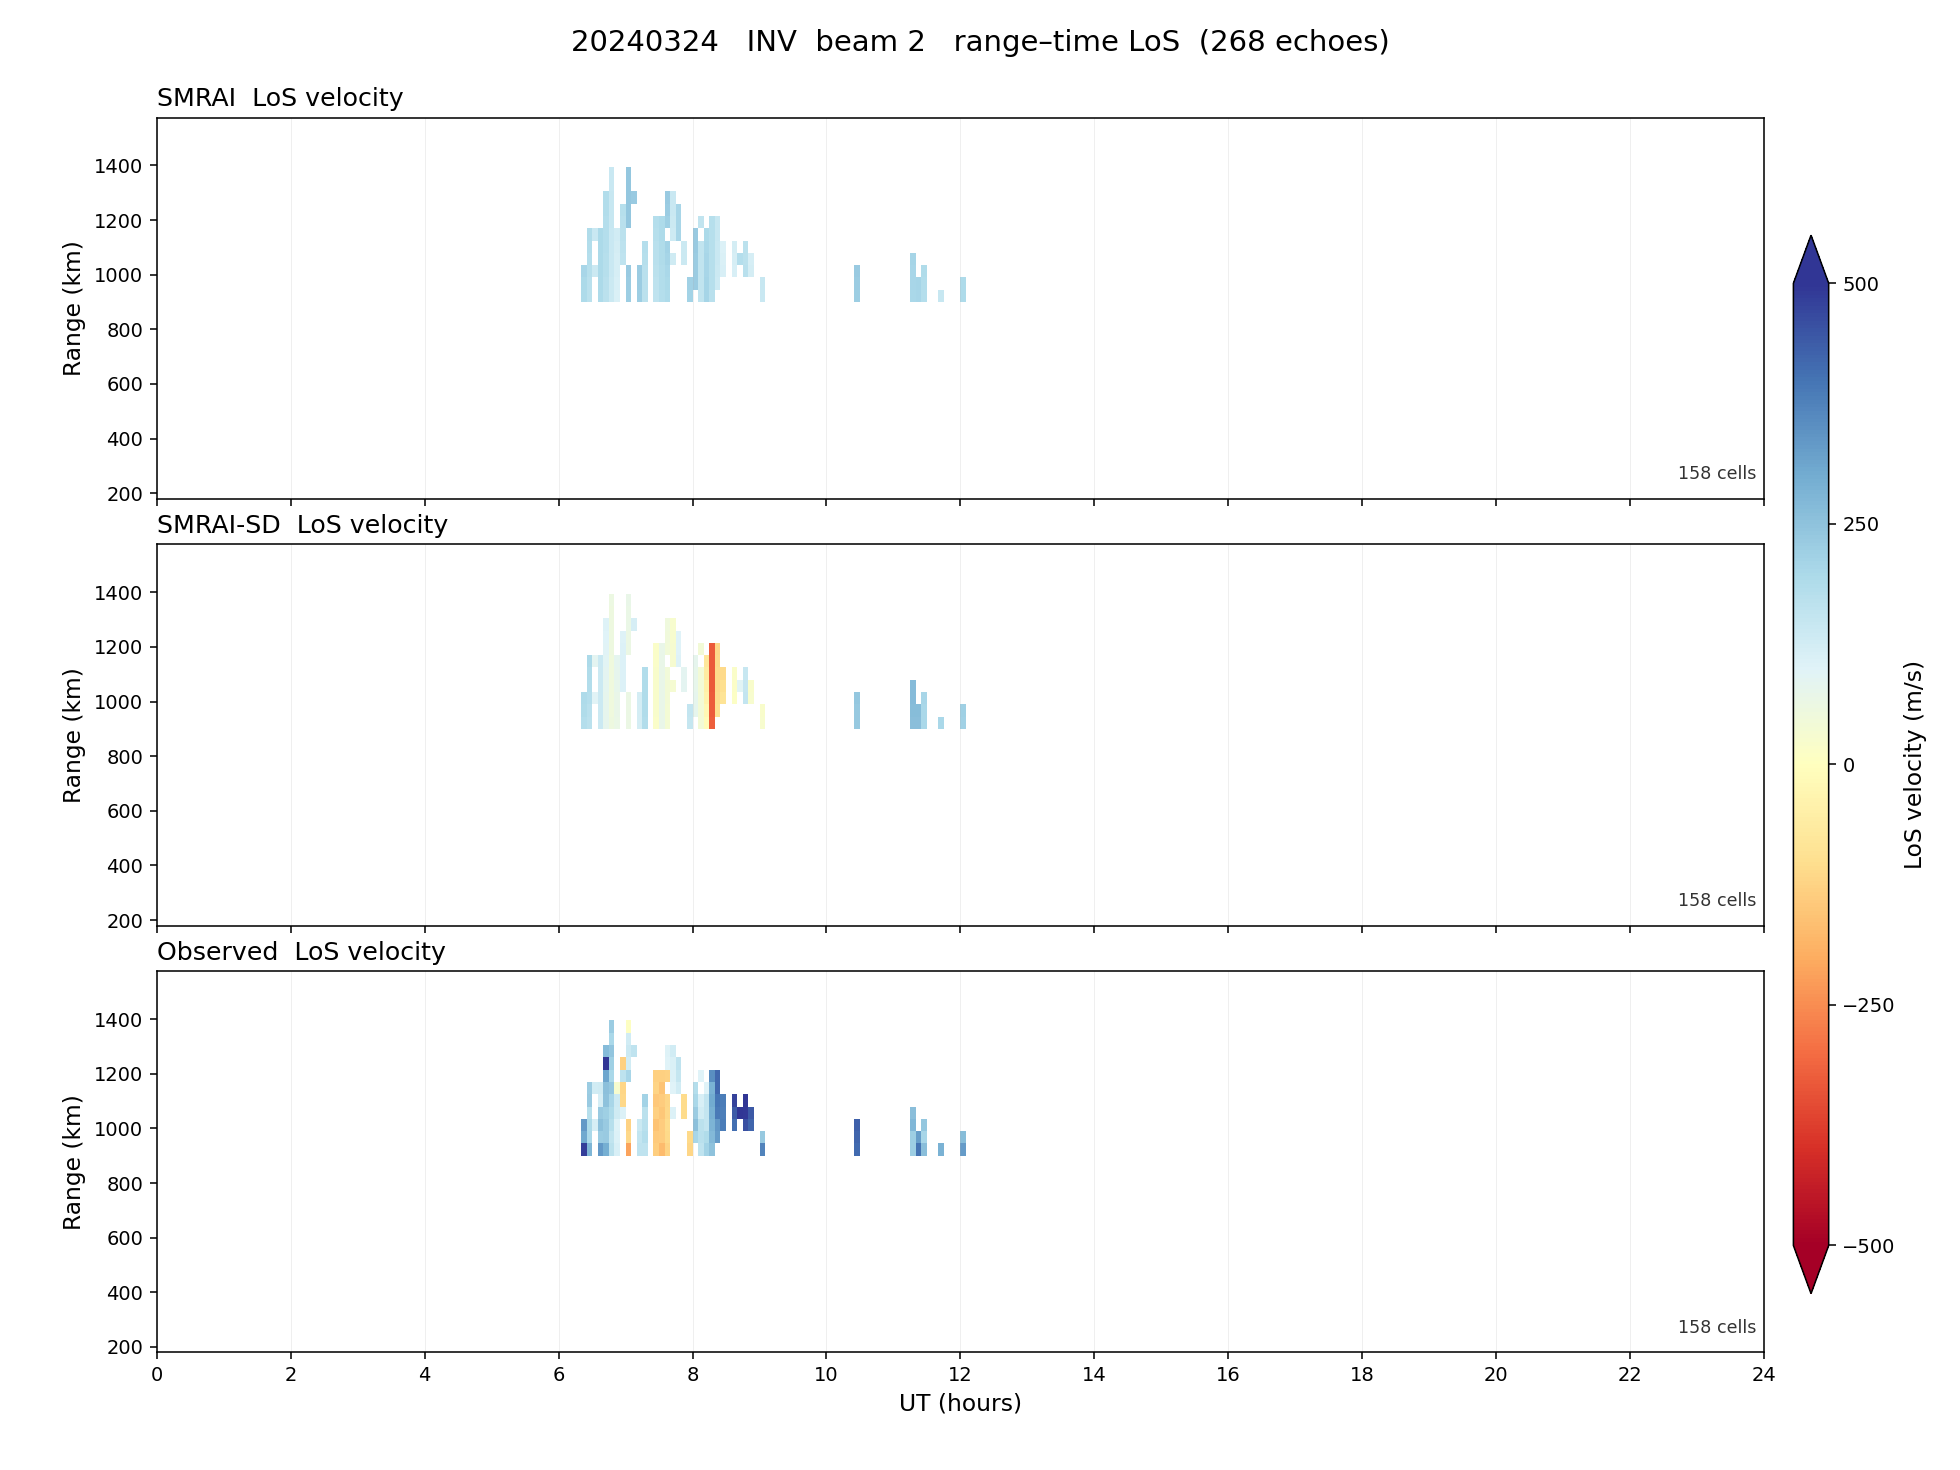 20240324   INV  beam 2   range–time LoS  (268 echoes)
SMRAI  LoS velocity
1400
1200
1000
800
600
400
200
Range (km)
158 cells
SMRAI-SD  LoS velocity
1400
1200
1000
800
600
400
200
Range (km)
158 cells
Observed  LoS velocity
1400
1200
1000
800
600
400
200
Range (km)
158 cells
0 2 4 6 8 10 12 14 16 18 20 22 24
UT (hours)
500
250
0
−250
−500
LoS velocity (m/s)